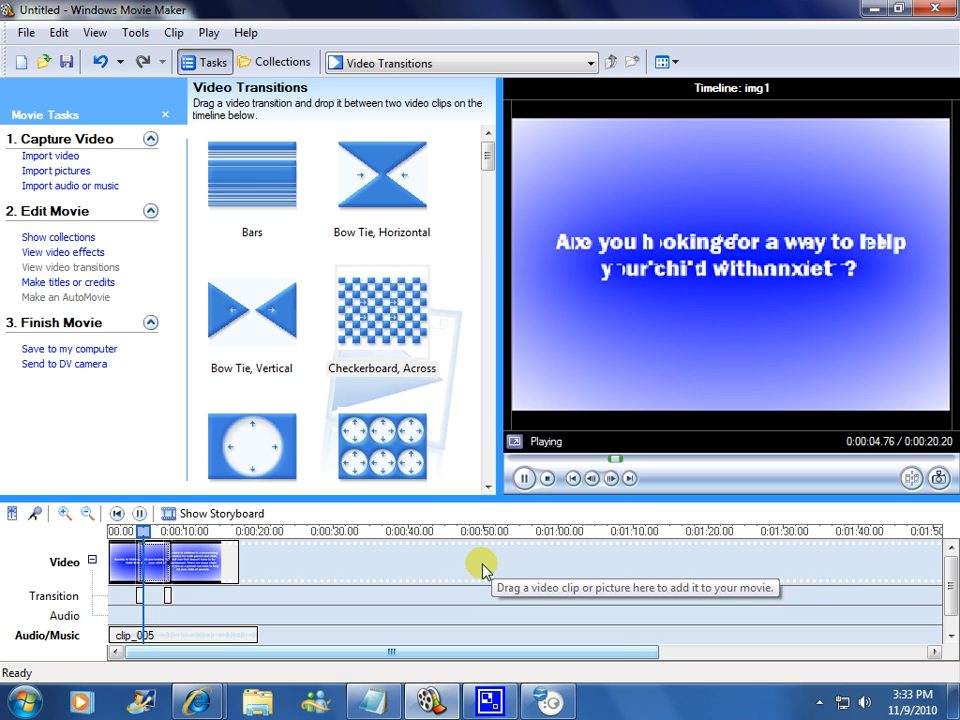 Untitled - Windows Movie Maker
File Edit View Tools Clip Play Help
Tasks Collections Video Transitions
Movie Tasks
1. Capture Video
Import video
Import pictures
Import audio or music
2. Edit Movie
Show collections
View video effects
View video transitions
Make titles or credits
Make an AutoMovie
3. Finish Movie
Save to my computer
Send to DV camera
Video Transitions
Drag a video transition and drop it between two video clips on the
timeline below.
Bars
Bow Tie, Horizontal
Bow Tie, Vertical
Checkerboard, Across
Timeline: img1
you for a way to help
with ?
Playing 0:00:04.76 / 0:00:20.20
Show Storyboard
00.00 0:00:10.00 0:00:20.00 0:00:30.00 0:00:40.00 0:00:50.00 0:01:00.00 0:01:10.00 0:01:20.00 0:01:30.00 0:01:40.00 0:01:50
Video
Drag a video clip or picture here to add it to your movie.
Transition
Audio
Audio/Music clip_005
Ready
3:33 PM
11/9/2010